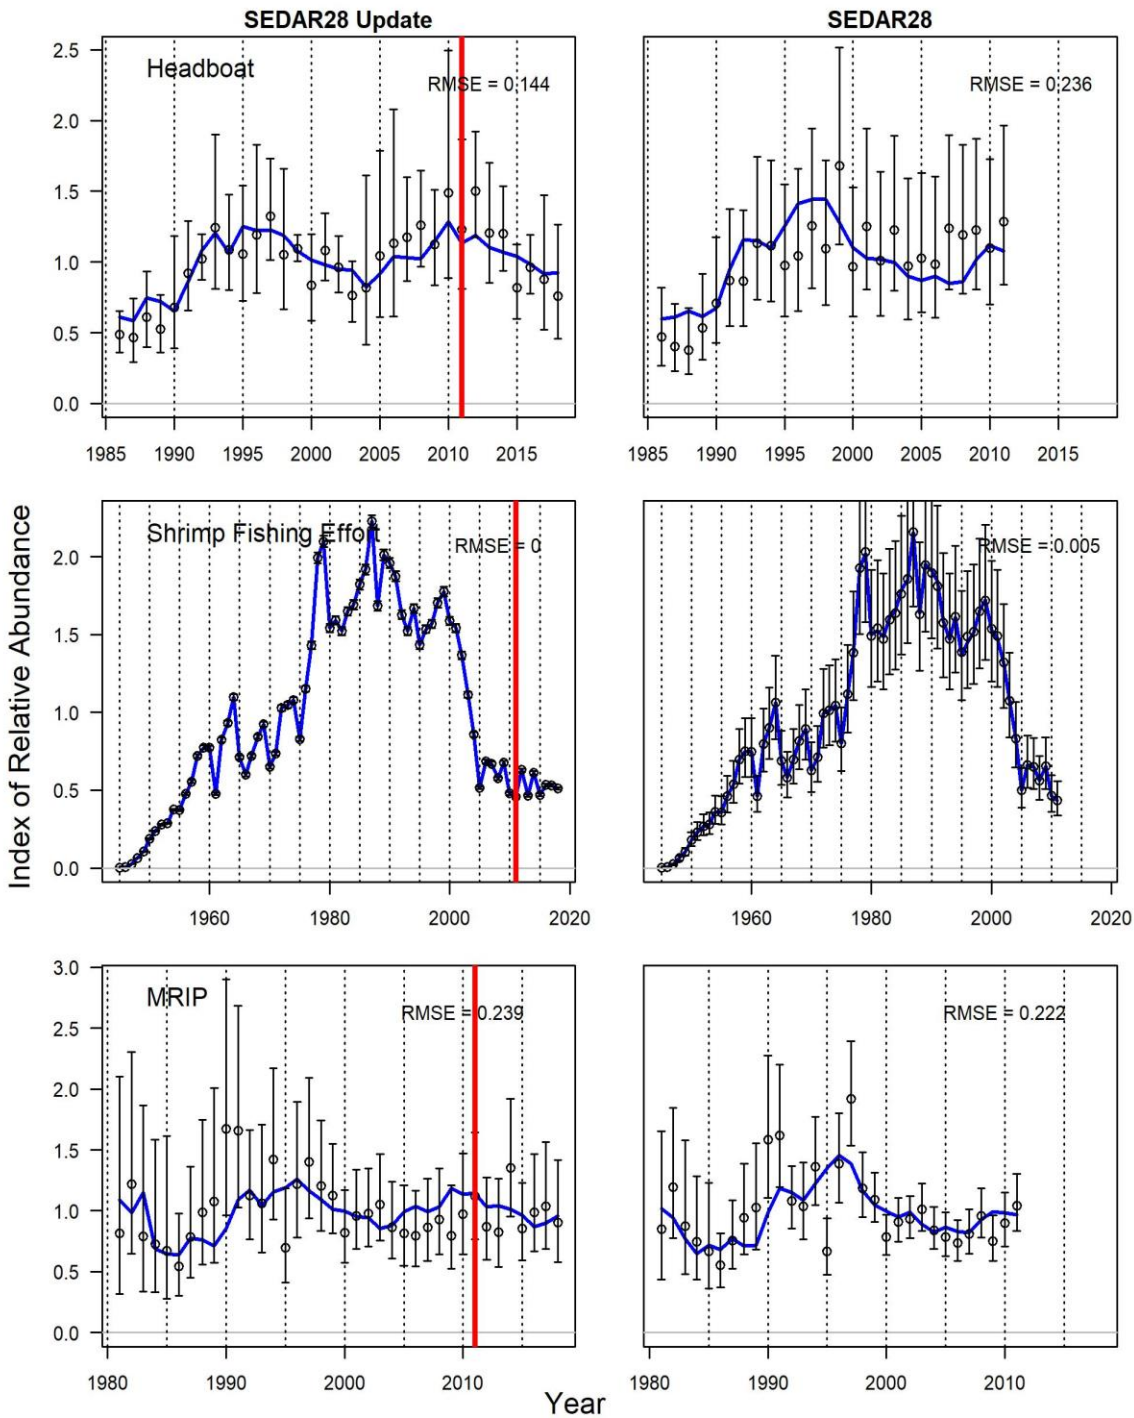 SEDAR28 Update
SEDAR28
2.5
2.0
1.5
1.0
0.5
0.0
Headboat
RMSE = 0.144
RMSE = 0.236
1985 1990 1995 2000 2005 2010 2015
1985 1990 1995 2000 2005 2010 2015
Index of Relative Abundance
2.0
1.5
1.0
0.5
0.0
Shrimp Fishing Effort
RMSE = 0
RMSE = 0.005
1960 1980 2000 2020
1960 1980 2000 2020
3.0
2.5
2.0
1.5
1.0
0.5
0.0
MRIP
RMSE = 0.239
RMSE = 0.222
1980 1990 2000 2010
1980 1990 2000 2010
Year